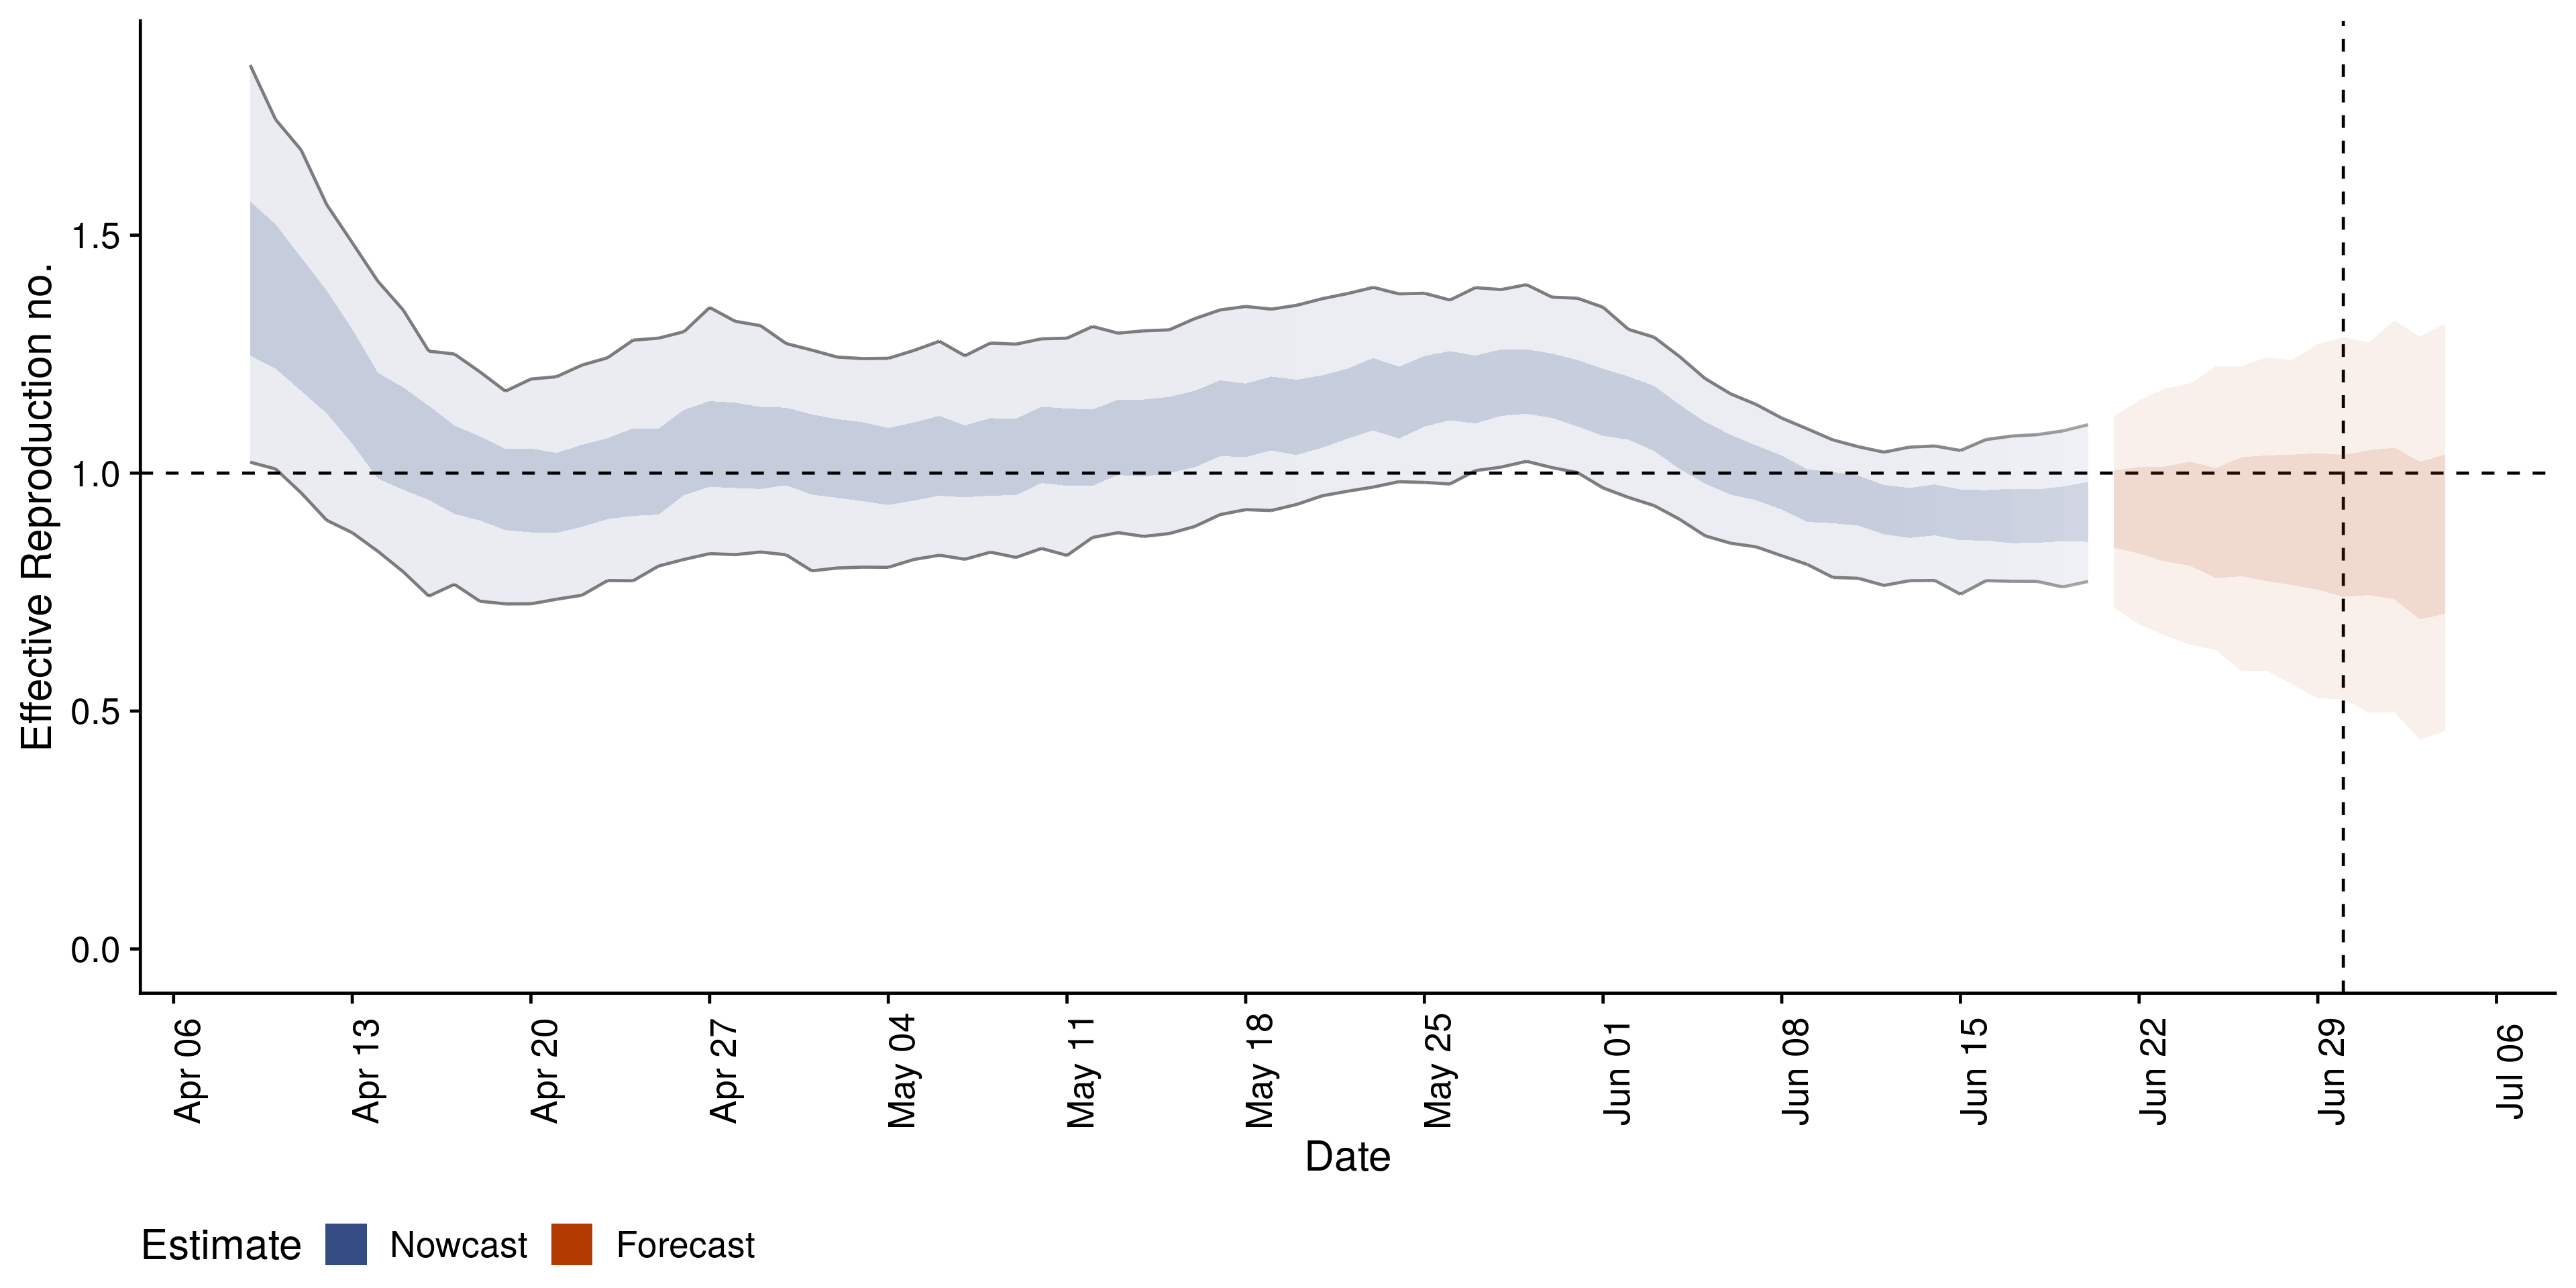 Effective Reproduction no.
1.5
1.0
0.5
0.0
Apr 06
Apr 13
Apr 20
Apr 27
May 04
May 11
May 18
May 25
Jun 01
Jun 08
Jun 15
Jun 22
Jun 29
Jul 06
Date
Estimate Nowcast Forecast